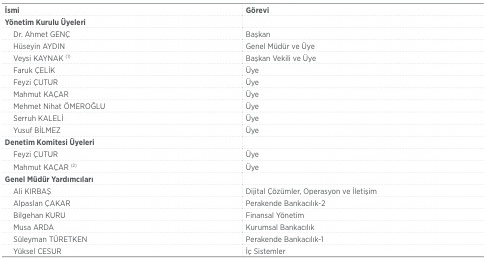 İsmi Görevi
Yönetim Kurulu Üyeleri
Dr. Ahmet GENÇ Başkan
Hüseyin AYDIN Genel Müdür ve Üye
Veysi KAYNAK (1) Başkan Vekili ve Üye
Faruk ÇELİK Üye
Feyzi ÇUTUR Üye
Mahmut KAÇAR Üye
Mehmet Nihat ÖMEROĞLU Üye
Serruh KALELİ Üye
Yusuf BİLMEZ Üye
Denetim Komitesi Üyeleri
Feyzi ÇUTUR Üye
Mahmut KAÇAR (2) Üye
Genel Müdür Yardımcıları
Ali KIRBAŞ Dijital Çözümler, Operasyon ve İletişim
Alpaslan ÇAKAR Perakende Bankacılık-2
Bilgehan KURU Finansal Yönetim
Musa ARDA Kurumsal Bankacılık
Süleyman TÜRETKEN Perakende Bankacılık-1
Yüksel CESUR İç Sistemler